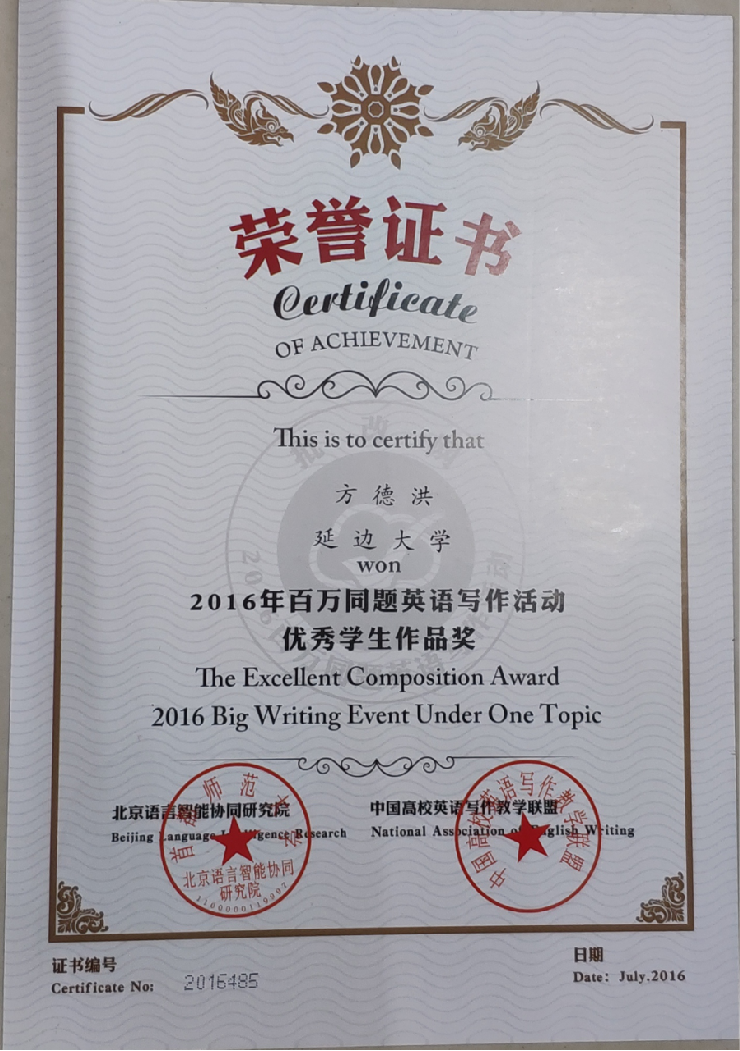 荣誉证书
Certificate
OF ACHIEVEMENT
This is to certify that
方德洪
延边大学
won
2016年百万同题英语写作活动
优秀学生作品奖
The Excellent Composition Award
2016 Big Writing Event Under One Topic
北京语言智能协同研究院
Beijing Language Intelligence Research
中国高校英语写作教学联盟
National Association of English Writing
首都师范大学
北京语言智能协同
研究院
中国高校英语写作教学联盟
证书编号
Certificate No: 2016485
日期
Date: July,2016